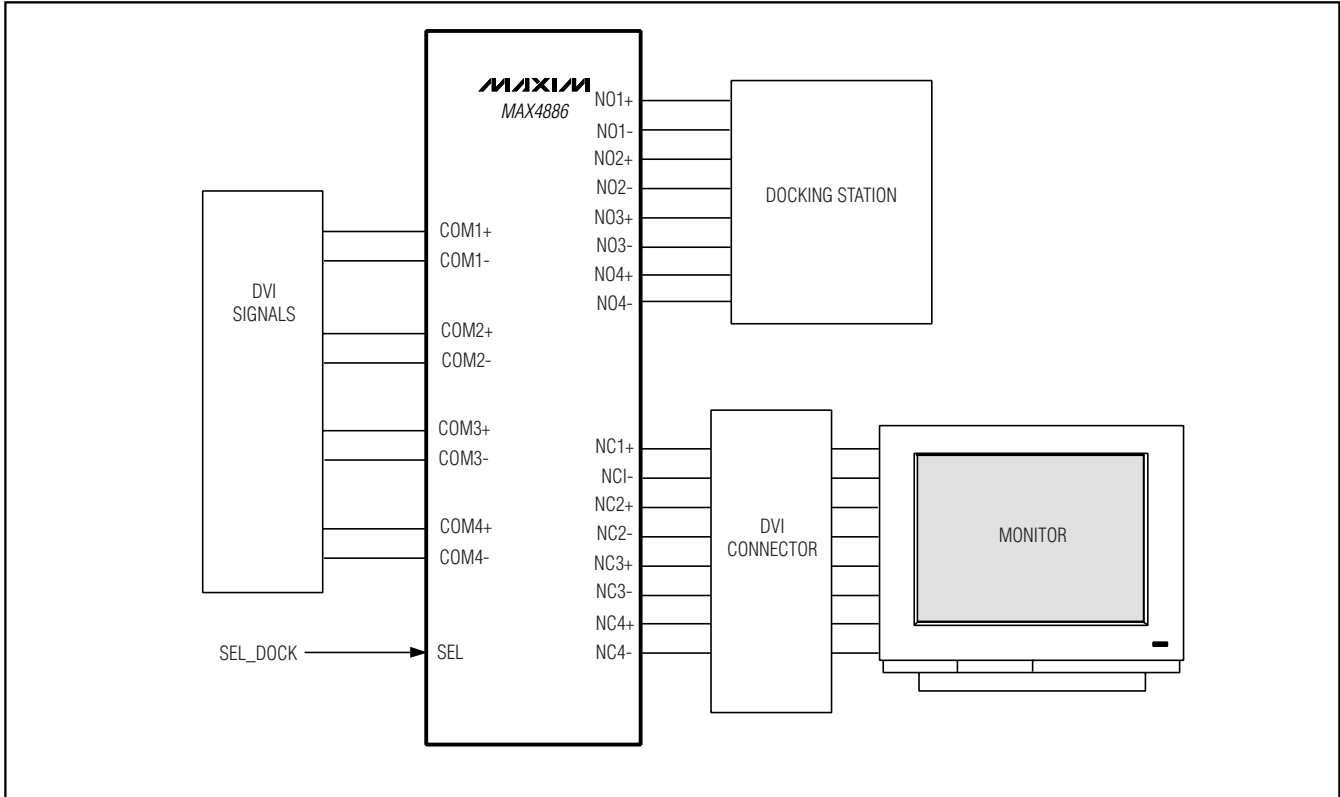 MAXIM
MAX4886
DVI
SIGNALS
COM1+
COM1-
COM2+
COM2-
COM3+
COM3-
COM4+
COM4-
SEL_DOCK
SEL
NO1+
NO1-
NO2+
NO2-
NO3+
NO3-
NO4+
NO4-
DOCKING STATION
NC1+
NCI-
NC2+
NC2-
NC3+
NC3-
NC4+
NC4-
DVI
CONNECTOR
MONITOR